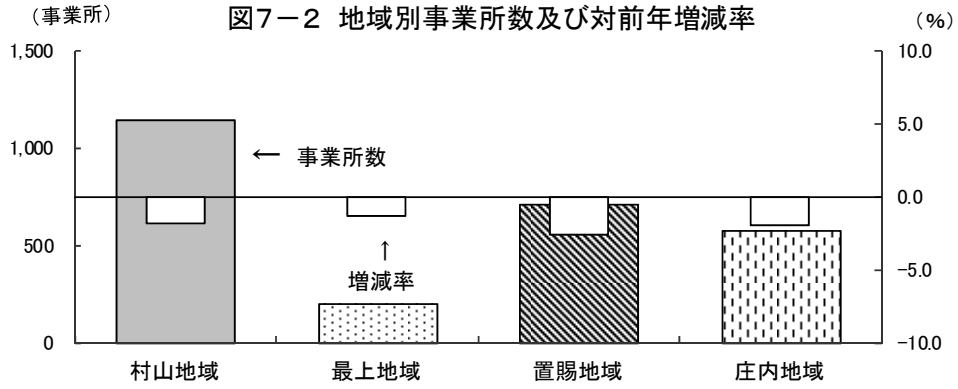 図7－2 地域別事業所数及び対前年増減率
（事業所）
（%）
1,500
10.0
1,000
5.0
← 事業所数
0.0
500
↑
増減率
−5.0
0
−10.0
村山地域 最上地域 置賜地域 庄内地域